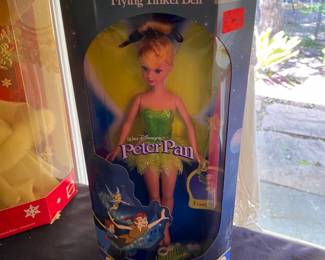 Flying Tinker Bell
Walt Disney's
Peter Pan